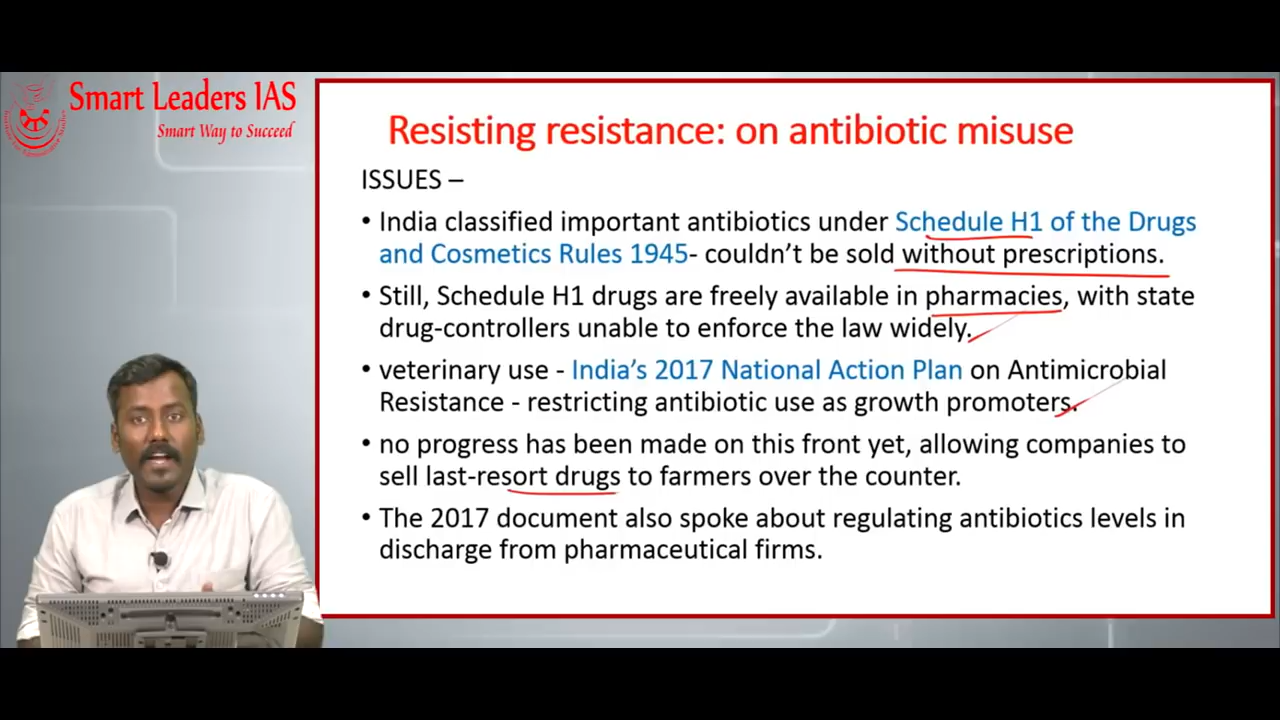 Smart Leaders IAS
Smart Way to Succeed
Resisting resistance: on antibiotic misuse
ISSUES –
• India classified important antibiotics under Schedule H1 of the Drugs
and Cosmetics Rules 1945- couldn't be sold without prescriptions.
• Still, Schedule H1 drugs are freely available in pharmacies, with state
drug-controllers unable to enforce the law widely.
• veterinary use - India's 2017 National Action Plan on Antimicrobial
Resistance - restricting antibiotic use as growth promoters.
• no progress has been made on this front yet, allowing companies to
sell last-resort drugs to farmers over the counter.
• The 2017 document also spoke about regulating antibiotics levels in
discharge from pharmaceutical firms.